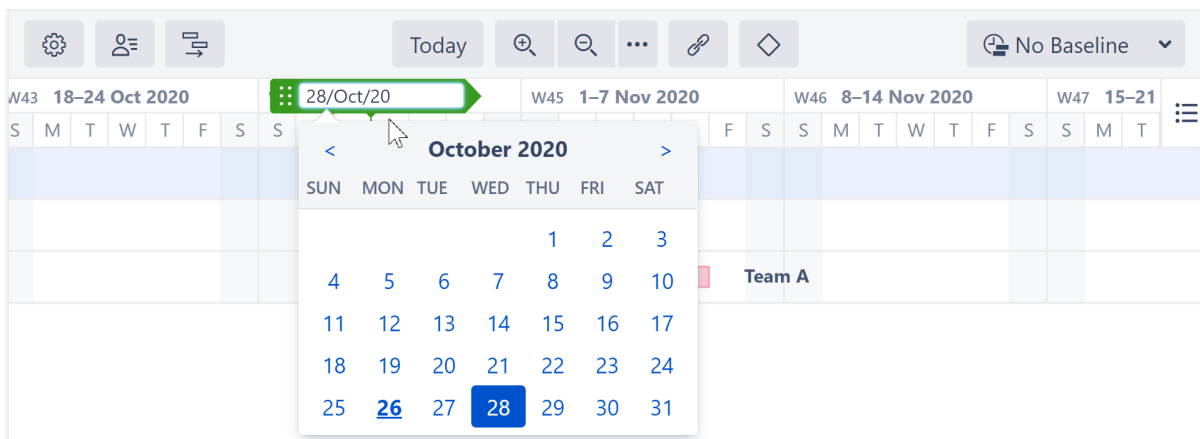 Today No Baseline
W43 18–24 Oct 2020 28/Oct/20 W45 1–7 Nov 2020 W46 8–14 Nov 2020 W47 15–21
S M T W T F S S F S S M T W T F S S M T
< October 2020 >
SUN MON TUE WED THU FRI SAT
1 2 3
4 5 6 7 8 9 10
Team A
11 12 13 14 15 16 17
18 19 20 21 22 23 24
25 26 27 28 29 30 31